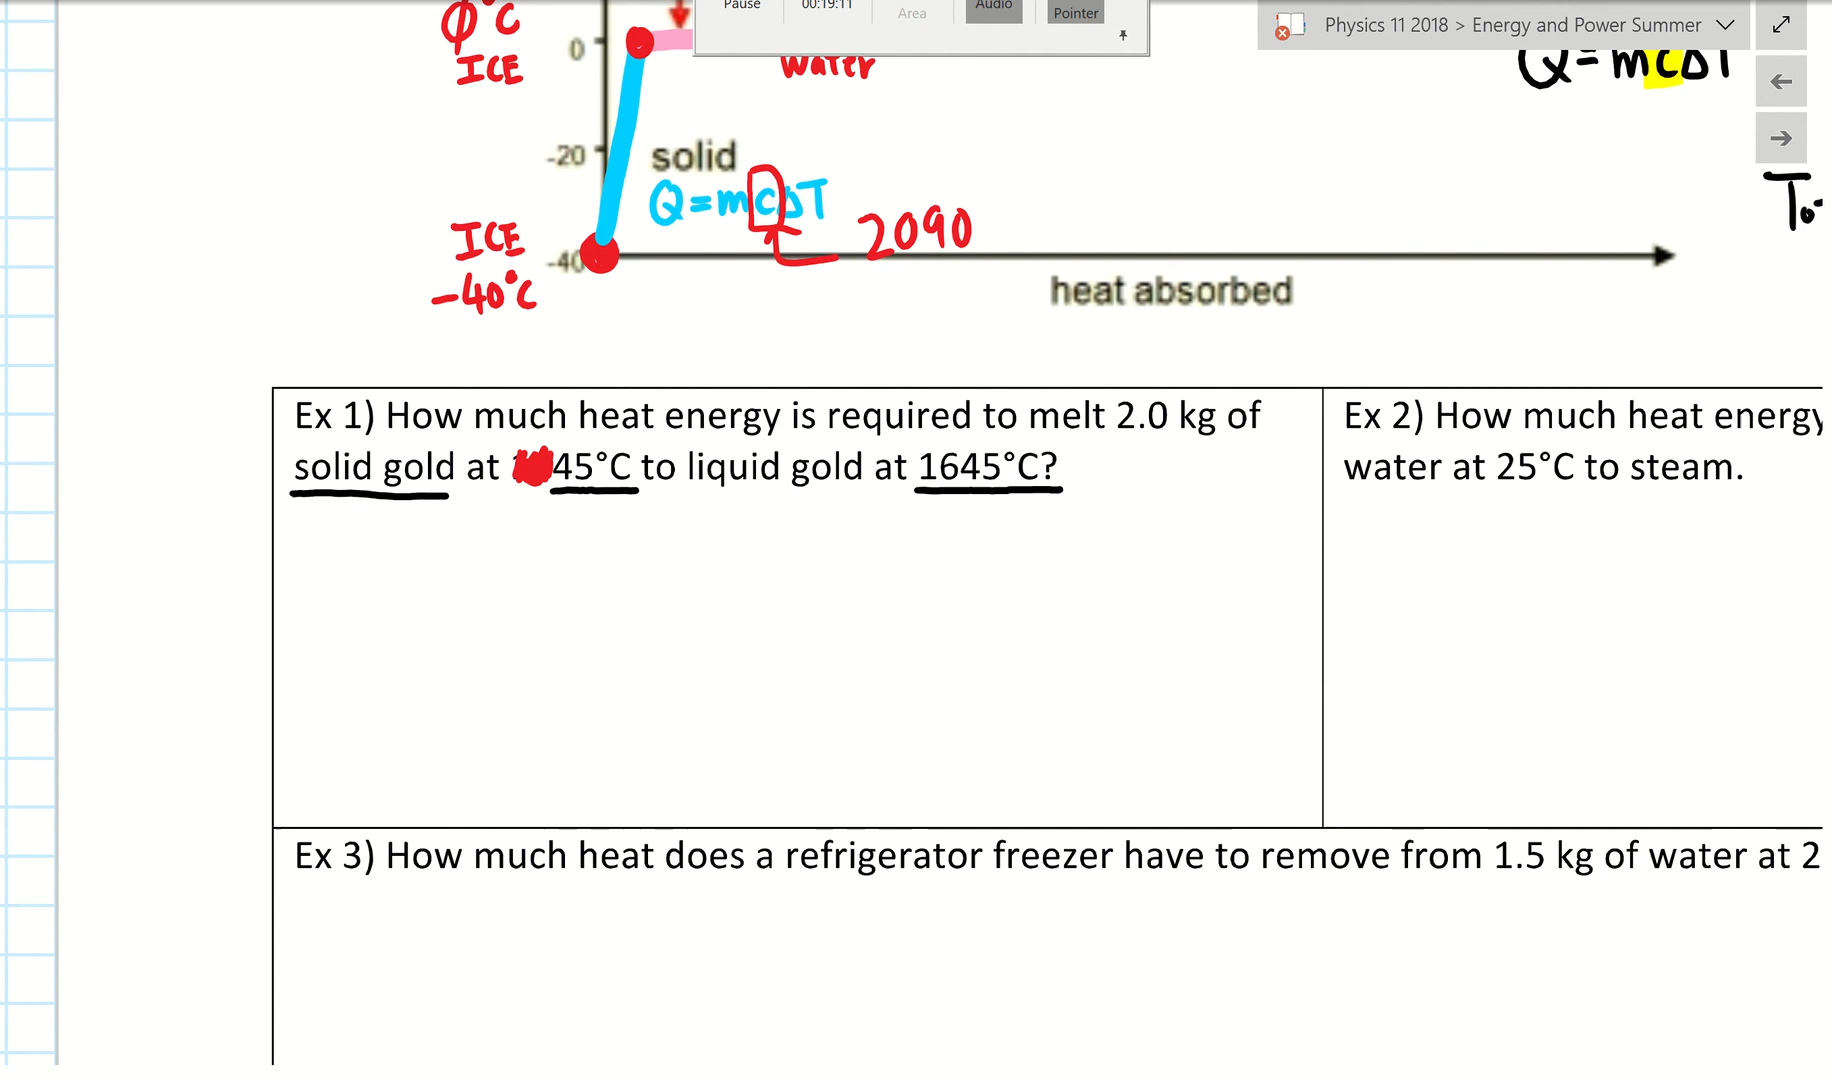 Pause
00:19:11
Area
Audio
Pointer
Physics 11 2018 > Energy and Power Summer
Q=mcΔT
0°C
ICE
0
water
-20
solid
Q=mcΔT
2090
ICE
-40°C
-40
heat absorbed
Ex 1) How much heat energy is required to melt 2.0 kg of
solid gold at 45°C to liquid gold at 1645°C?
Ex 2) How much heat energy
water at 25°C to steam.
Ex 3) How much heat does a refrigerator freezer have to remove from 1.5 kg of water at 2